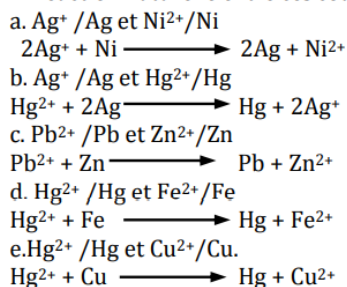 a. Ag⁺ /Ag et Ni²⁺/Ni
2Ag⁺ + Ni ⟶ 2Ag + Ni²⁺
b. Ag⁺ /Ag et Hg²⁺/Hg
Hg²⁺ + 2Ag ⟶ Hg + 2Ag⁺
c. Pb²⁺ /Pb et Zn²⁺/Zn
Pb²⁺ + Zn ⟶ Pb + Zn²⁺
d. Hg²⁺ /Hg et Fe²⁺/Fe
Hg²⁺ + Fe ⟶ Hg + Fe²⁺
e.Hg²⁺ /Hg et Cu²⁺/Cu.
Hg²⁺ + Cu ⟶ Hg + Cu²⁺